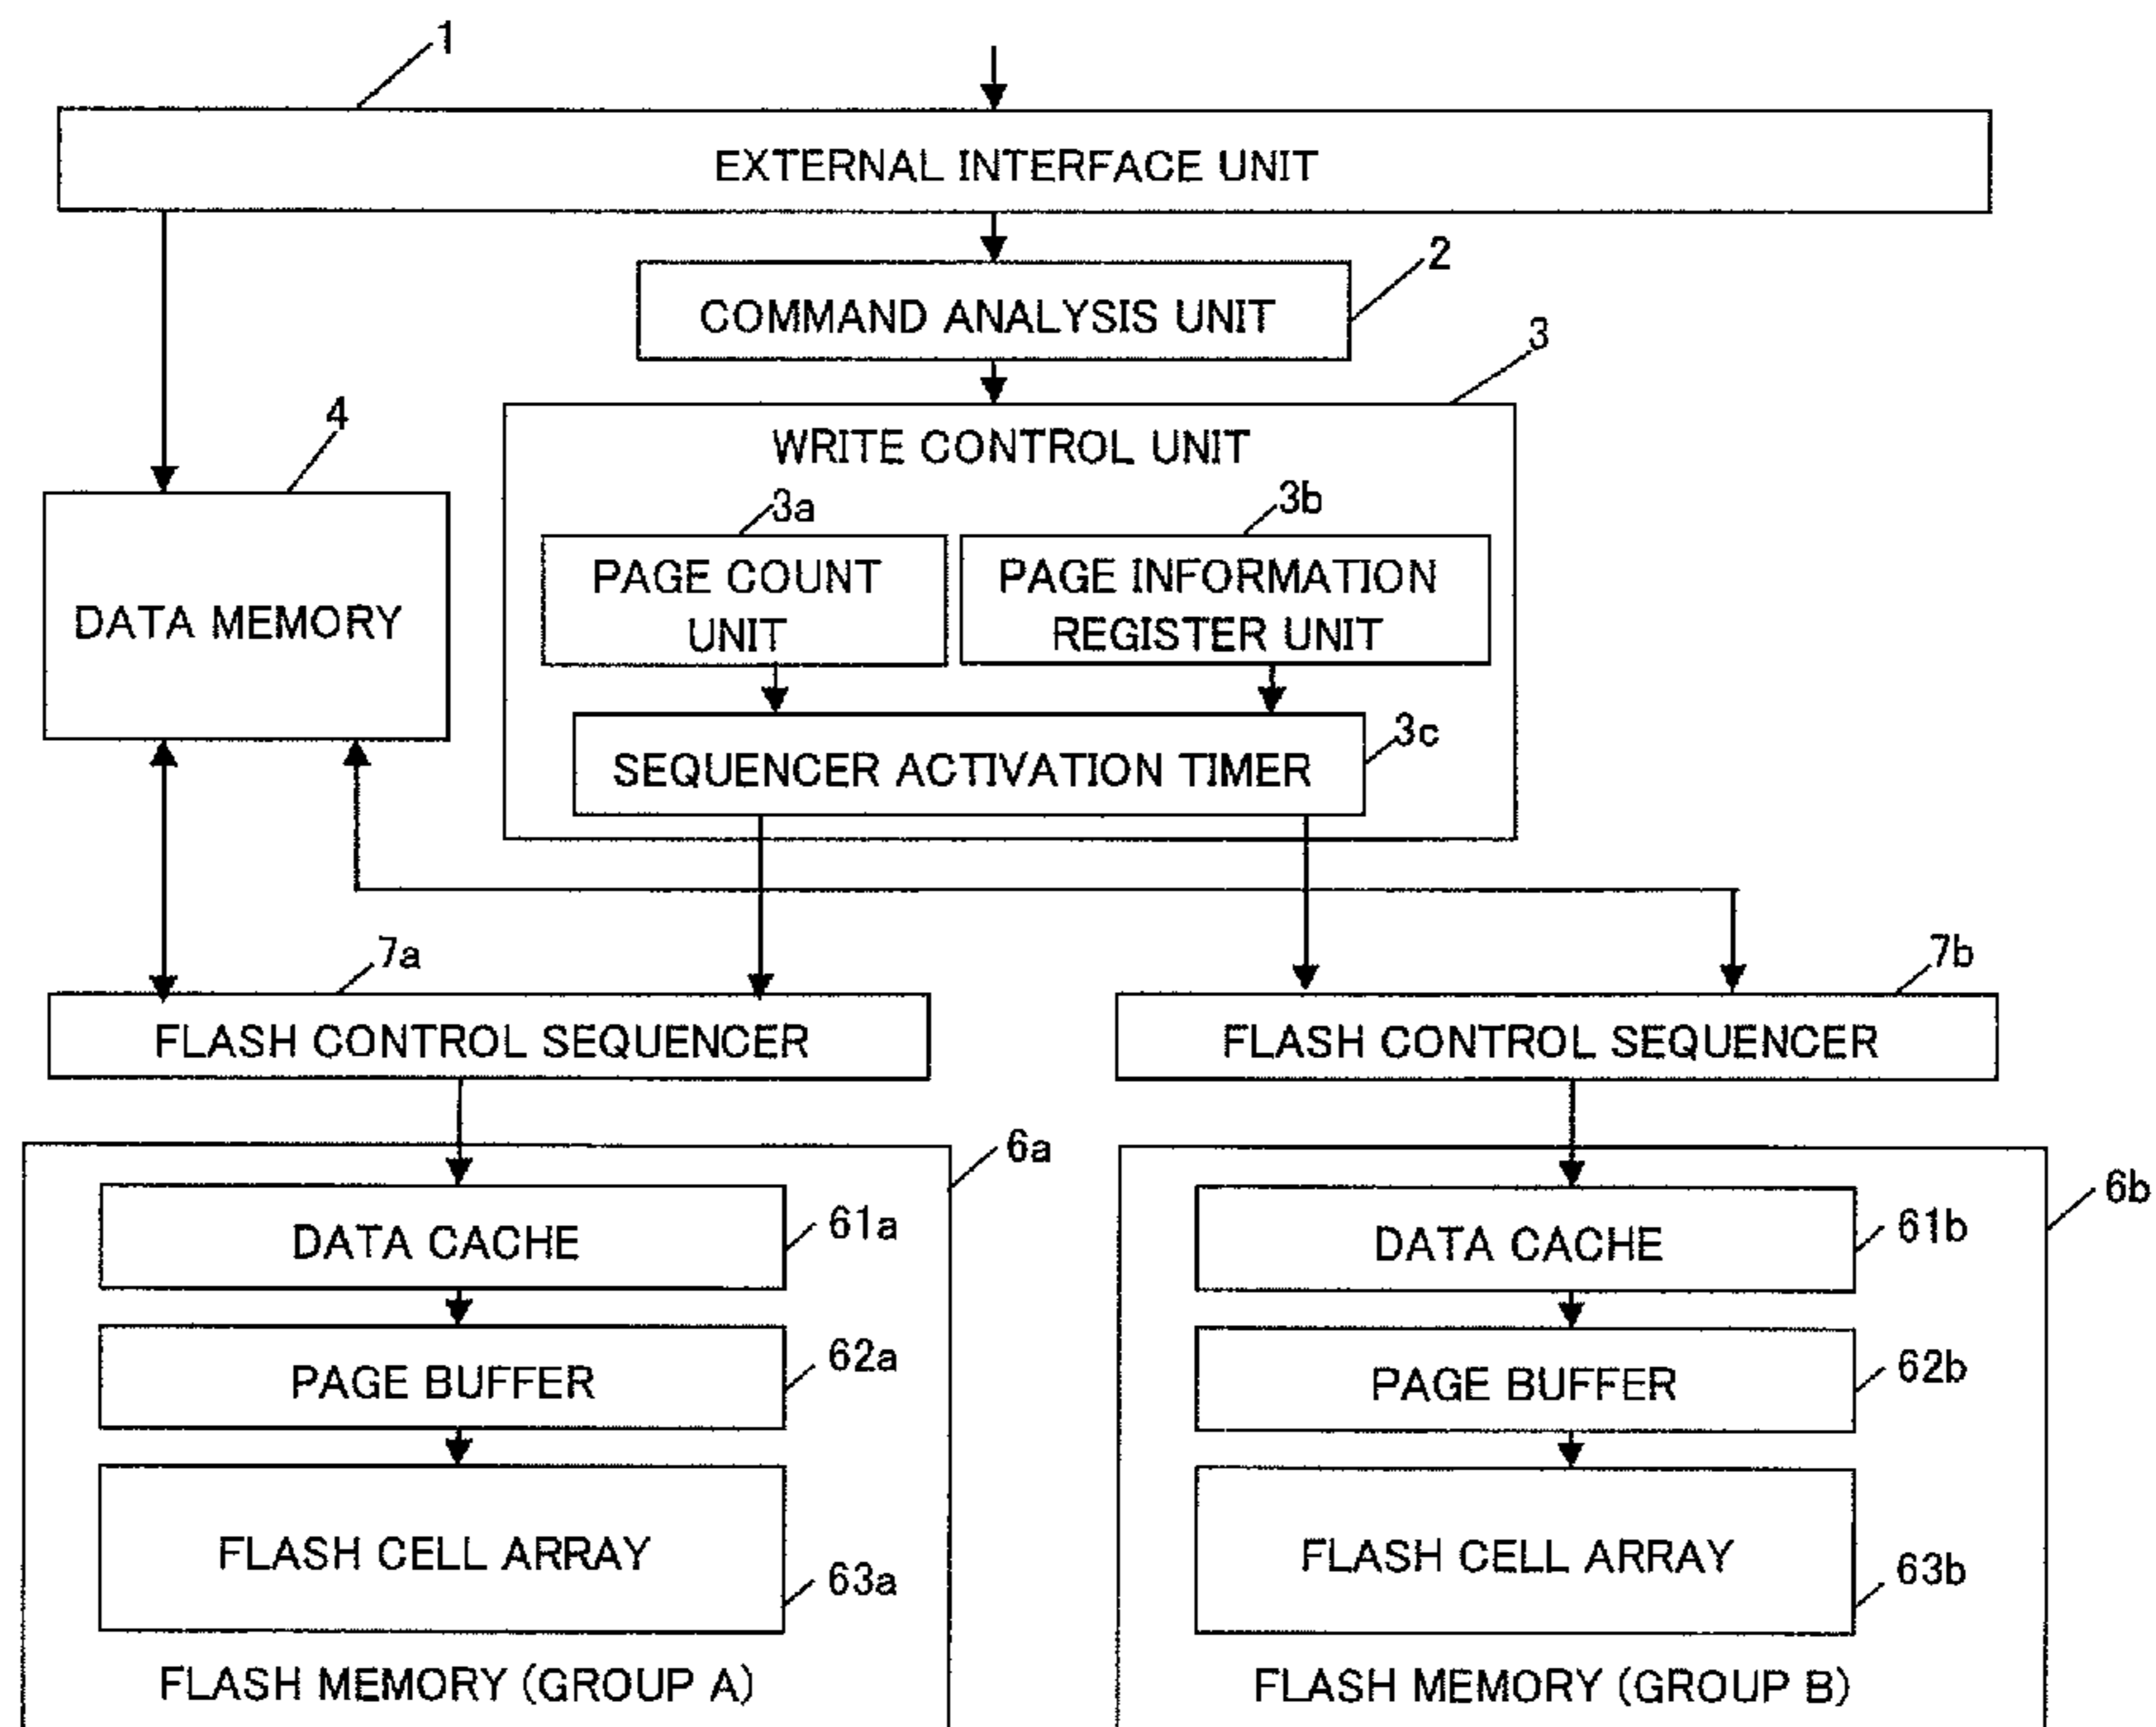 1
EXTERNAL INTERFACE UNIT
2
COMMAND ANALYSIS UNIT
3
WRITE CONTROL UNIT
4
DATA MEMORY
3a
PAGE COUNT
UNIT
3b
PAGE INFORMATION
REGISTER UNIT
3c
SEQUENCER ACTIVATION TIMER
7a
FLASH CONTROL SEQUENCER
7b
FLASH CONTROL SEQUENCER
6a
DATA CACHE
61a
PAGE BUFFER
62a
FLASH CELL ARRAY
63a
FLASH MEMORY (GROUP A)
6b
DATA CACHE
61b
PAGE BUFFER
62b
FLASH CELL ARRAY
63b
FLASH MEMORY (GROUP B)